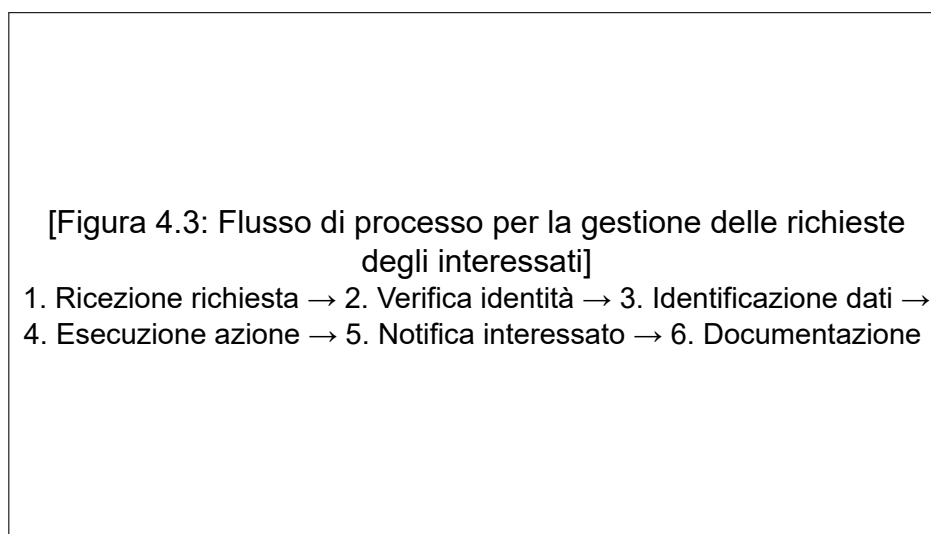 [Figura 4.3: Flusso di processo per la gestione delle richieste
degli interessati]
1. Ricezione richiesta → 2. Verifica identità → 3. Identificazione dati →
4. Esecuzione azione → 5. Notifica interessato → 6. Documentazione